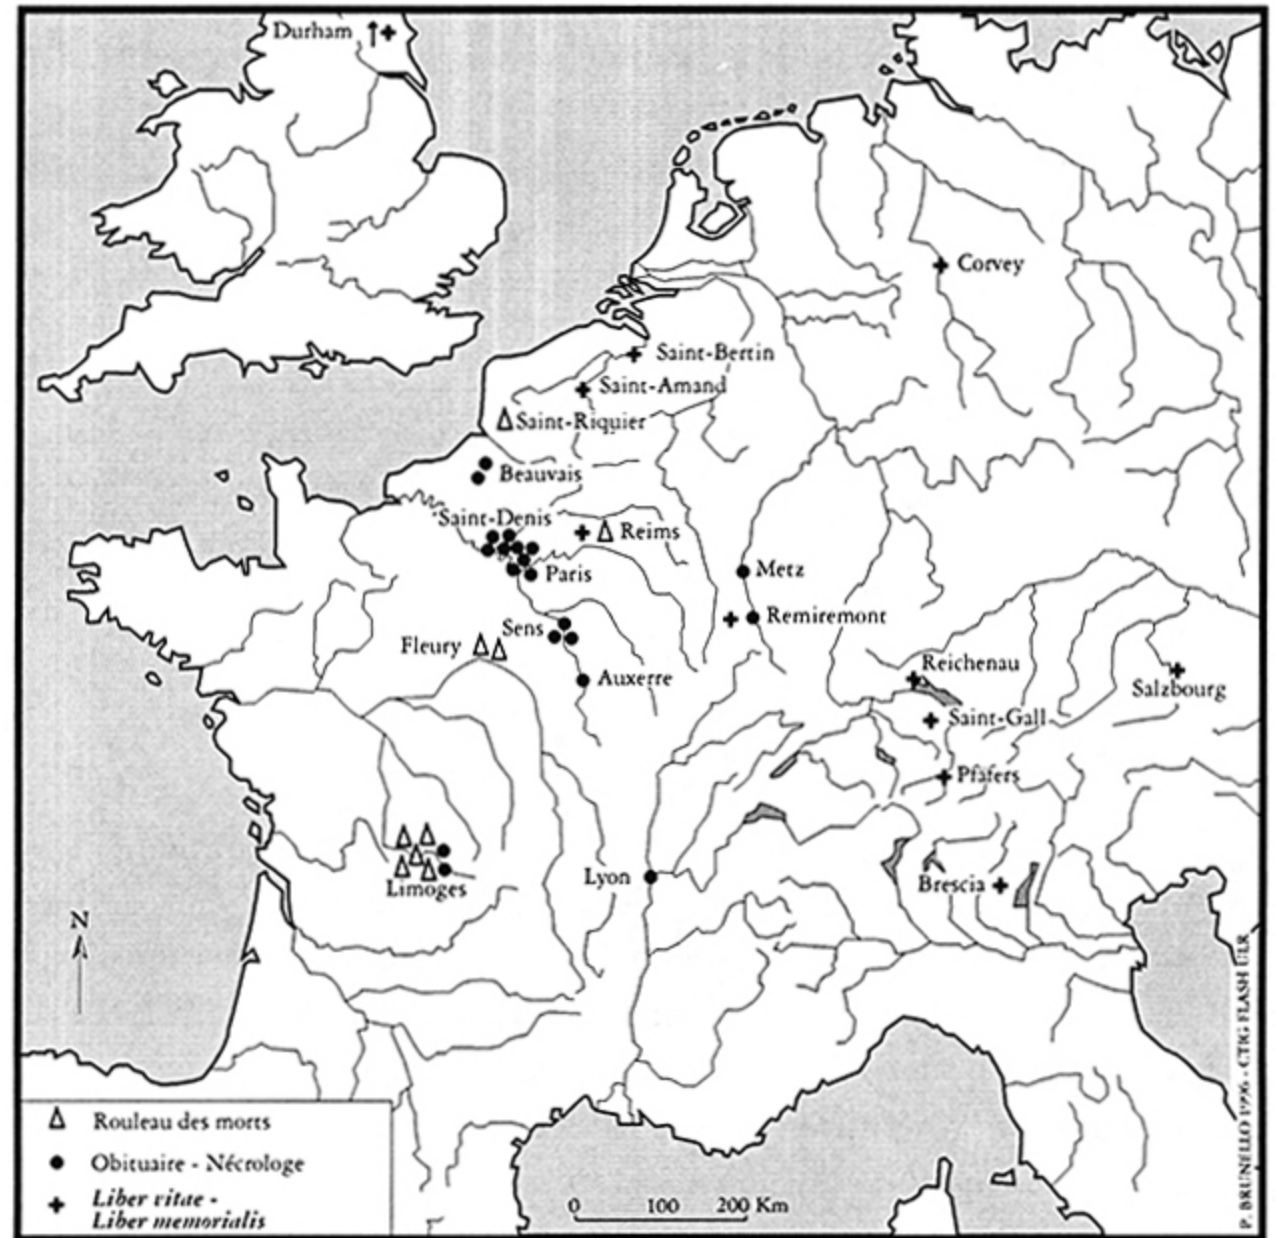 Durham
Corvey
Saint-Bertin
Saint-Amand
Saint-Riquier
Beauvais
Saint-Denis
Reims
Paris
Metz
Remiremont
Sens
Fleury
Auxerre
Reichenau
Salzbourg
Saint-Gall
Pfäfers
Limoges
Lyon
Brescia
N
Rouleau des morts
Obituaire - Nécrologe
Liber vitae -
Liber memorialis
0 100 200 Km
P. BRUNELLO 1996 - CTIG FLASH ULR